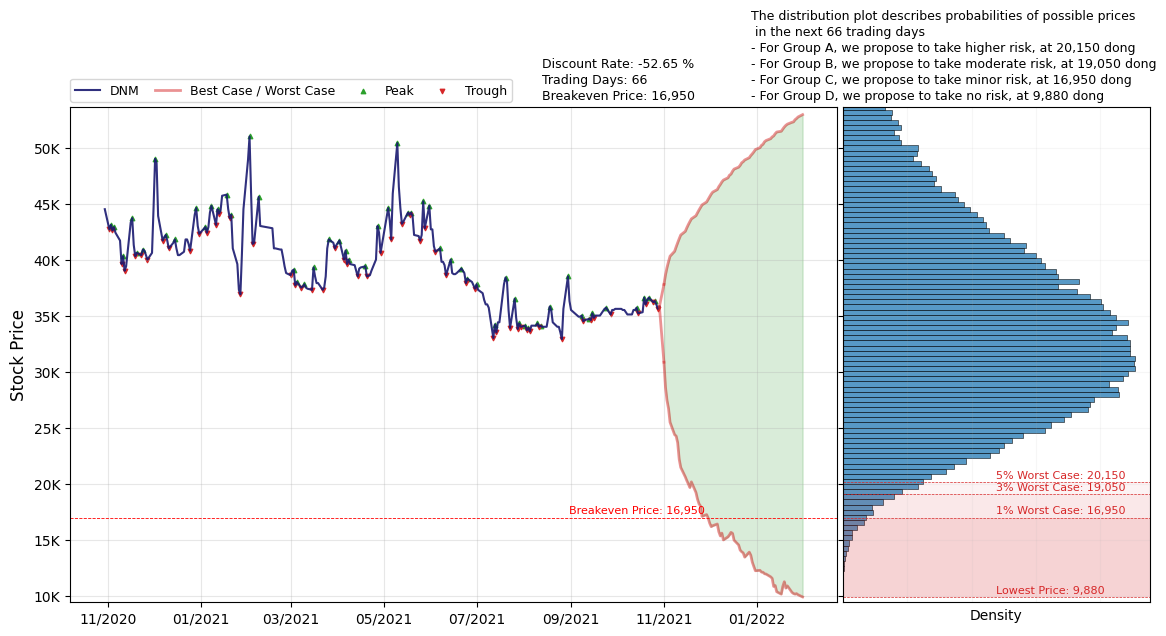 The distribution plot describes probabilities of possible prices
in the next 66 trading days
- For Group A, we propose to take higher risk, at 20,150 dong
- For Group B, we propose to take moderate risk, at 19,050 dong
- For Group C, we propose to take minor risk, at 16,950 dong
- For Group D, we propose to take no risk, at 9,880 dong
Discount Rate: -52.65 %
Trading Days: 66
Breakeven Price: 16,950
DNM
Best Case / Worst Case
Peak
Trough
Stock Price
50K
45K
40K
35K
30K
25K
20K
15K
10K
Breakeven Price: 16,950
11/2020
01/2021
03/2021
05/2021
07/2021
09/2021
11/2021
01/2022
5% Worst Case: 20,150
3% Worst Case: 19,050
1% Worst Case: 16,950
Lowest Price: 9,880
Density